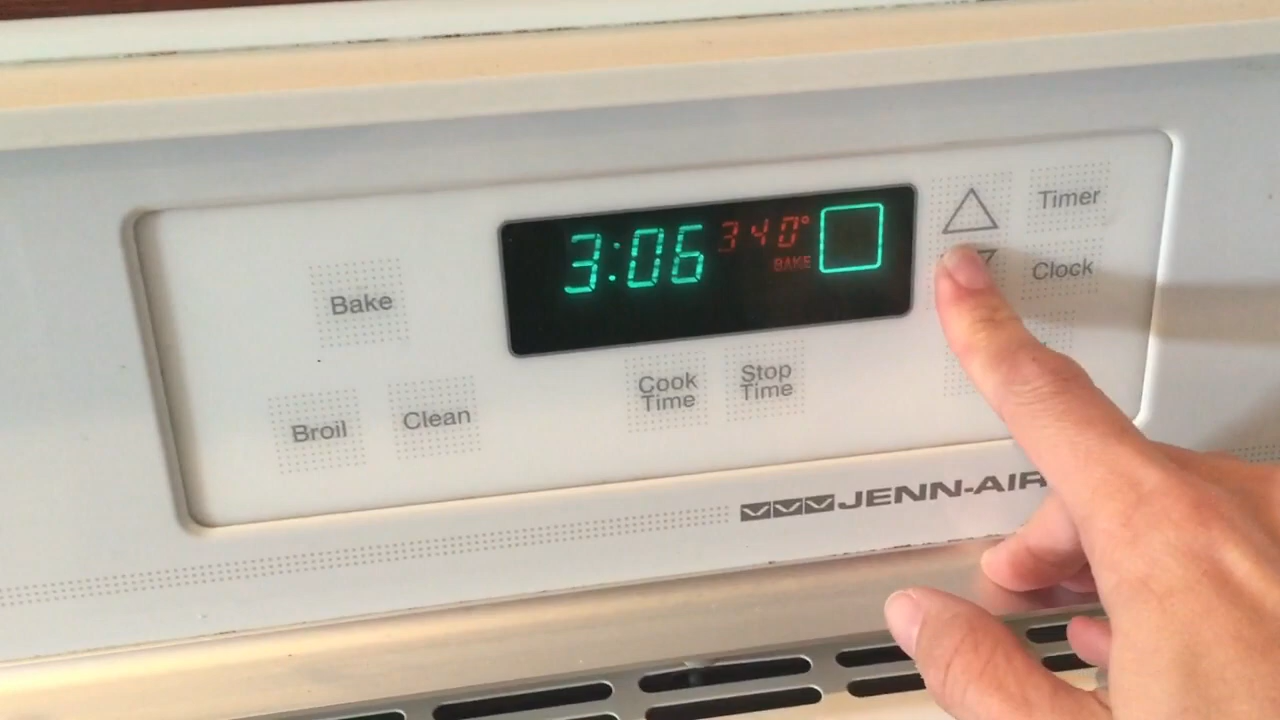 3:06 340°
BAKE
Timer
Clock
Bake
Broil
Clean
Cook
Time
Stop
Time
JENN-AIR